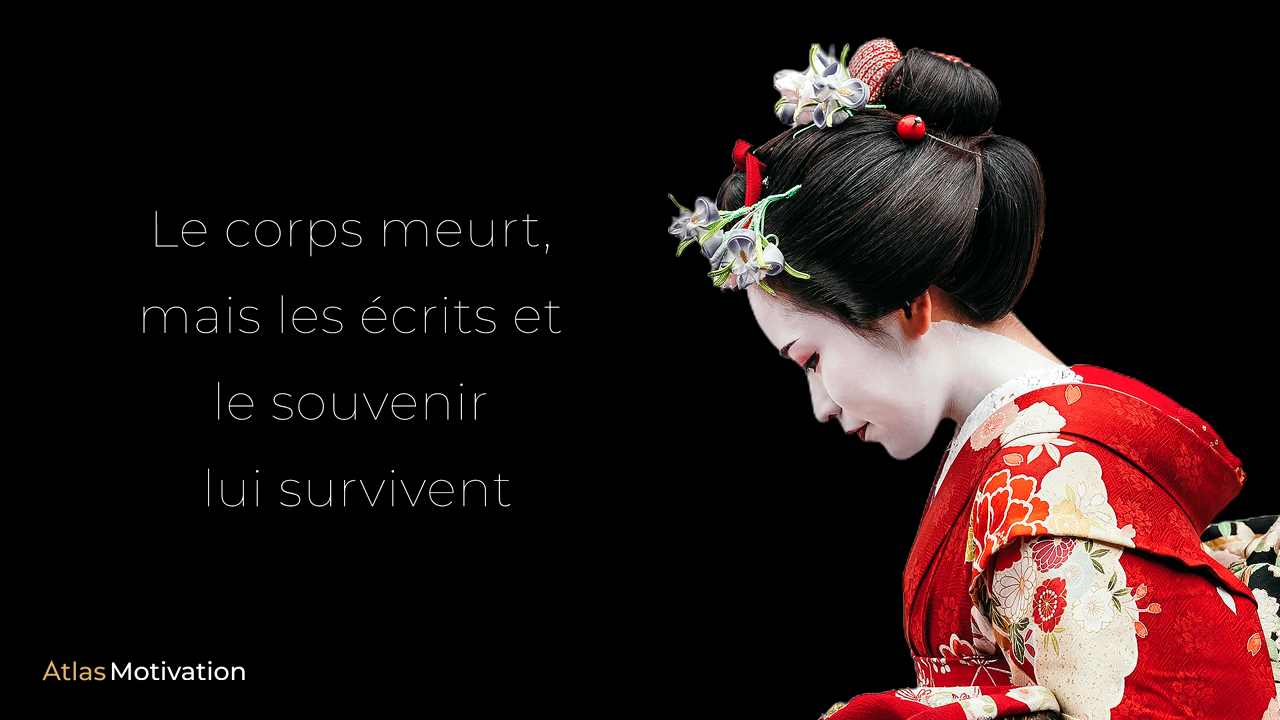 Le corps meurt,
mais les écrits et
le souvenir
lui survivent
Atlas Motivation